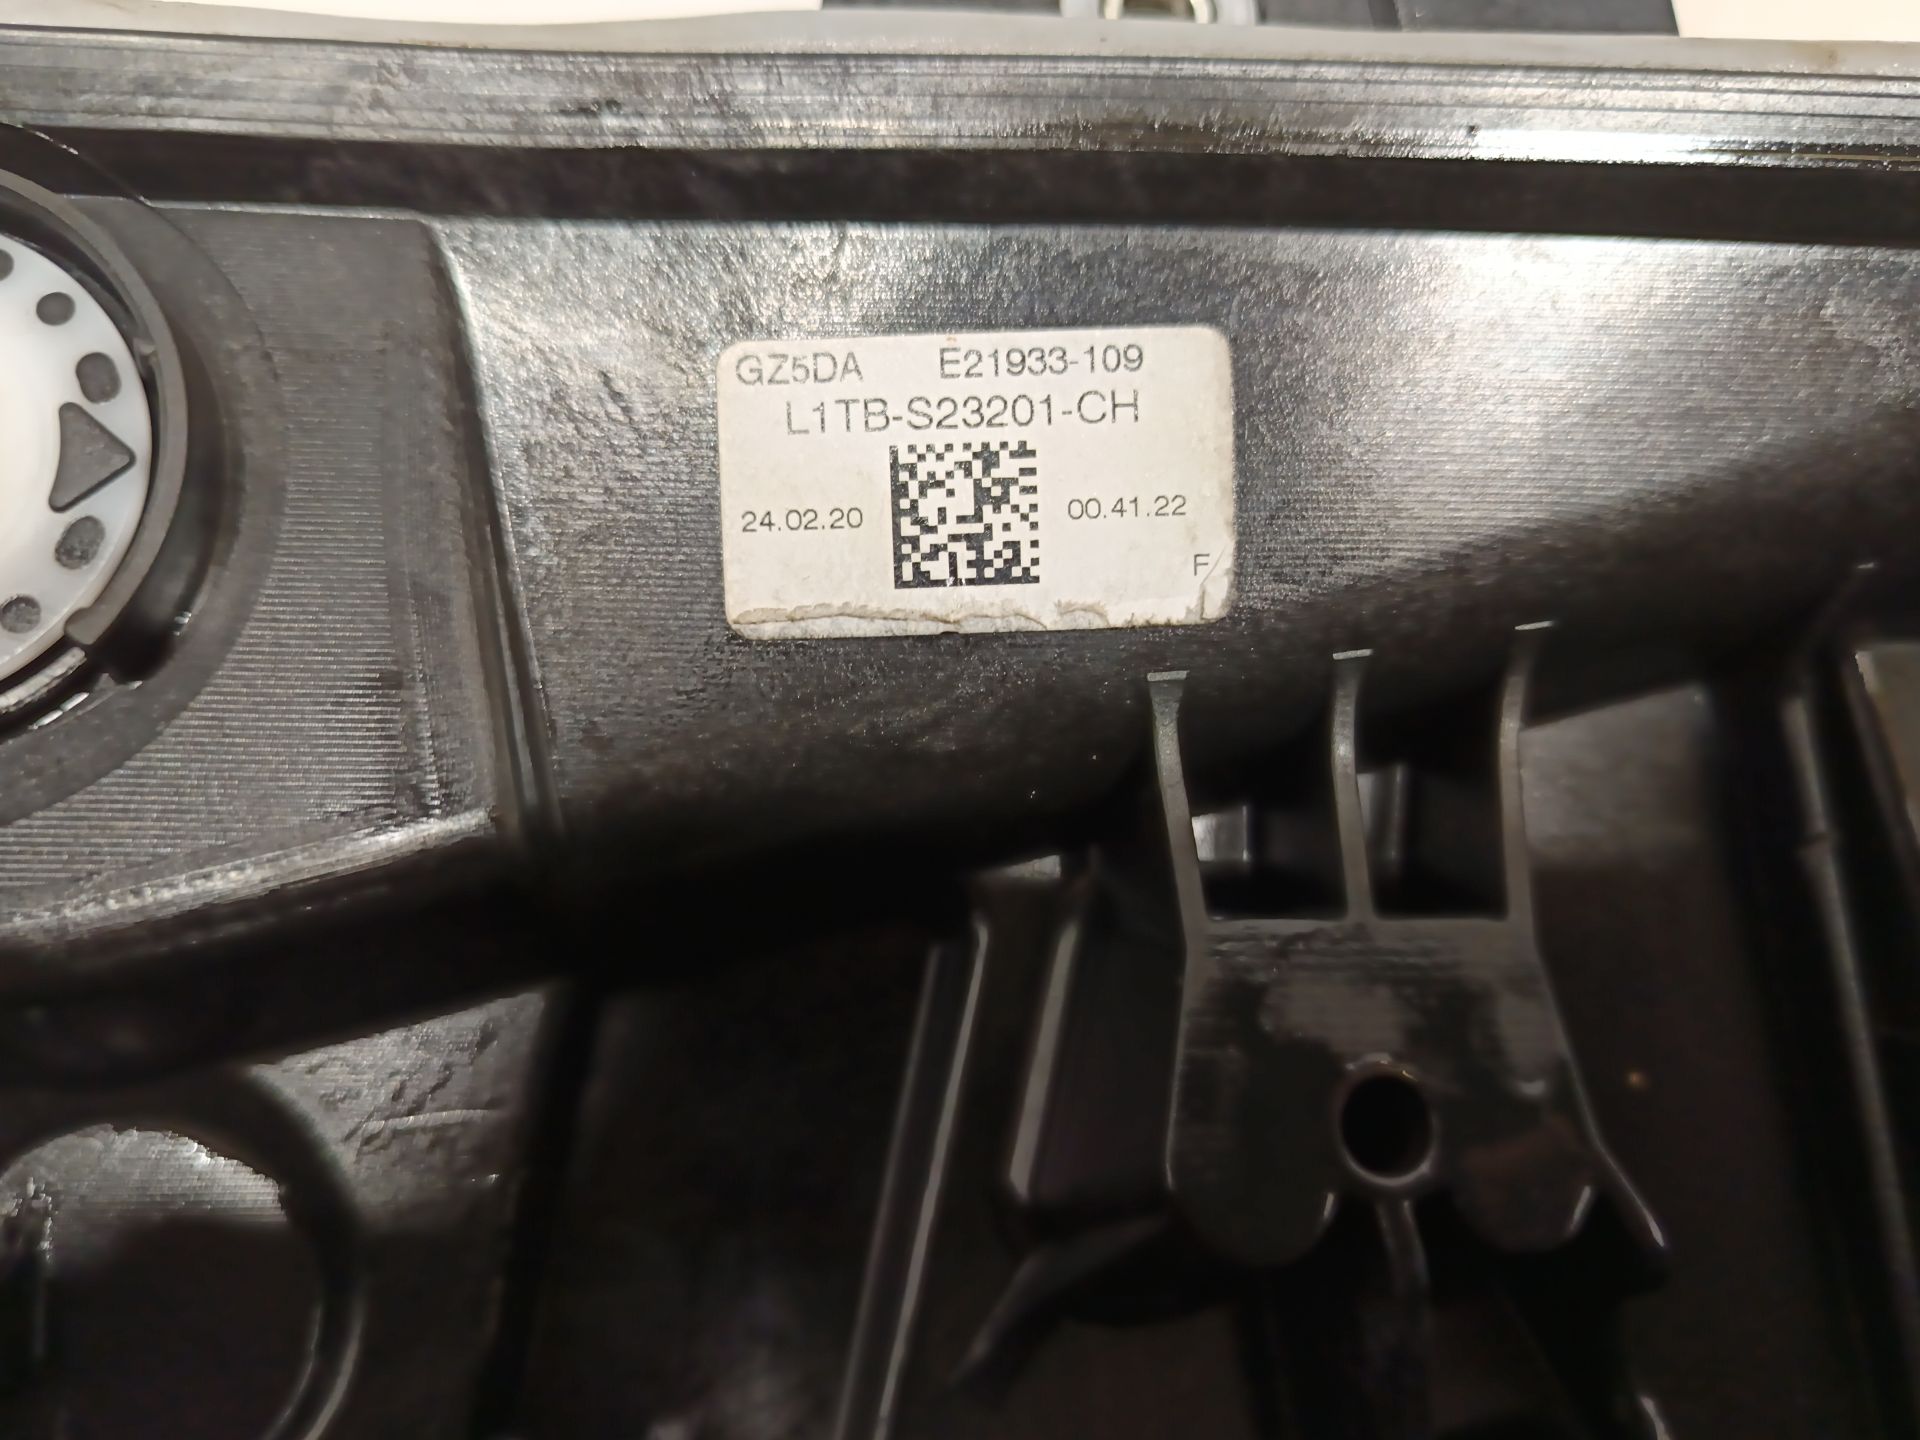 GZ5DA E21933-109
L1TB-S23201-CH
24.02.20 00.41.22
F